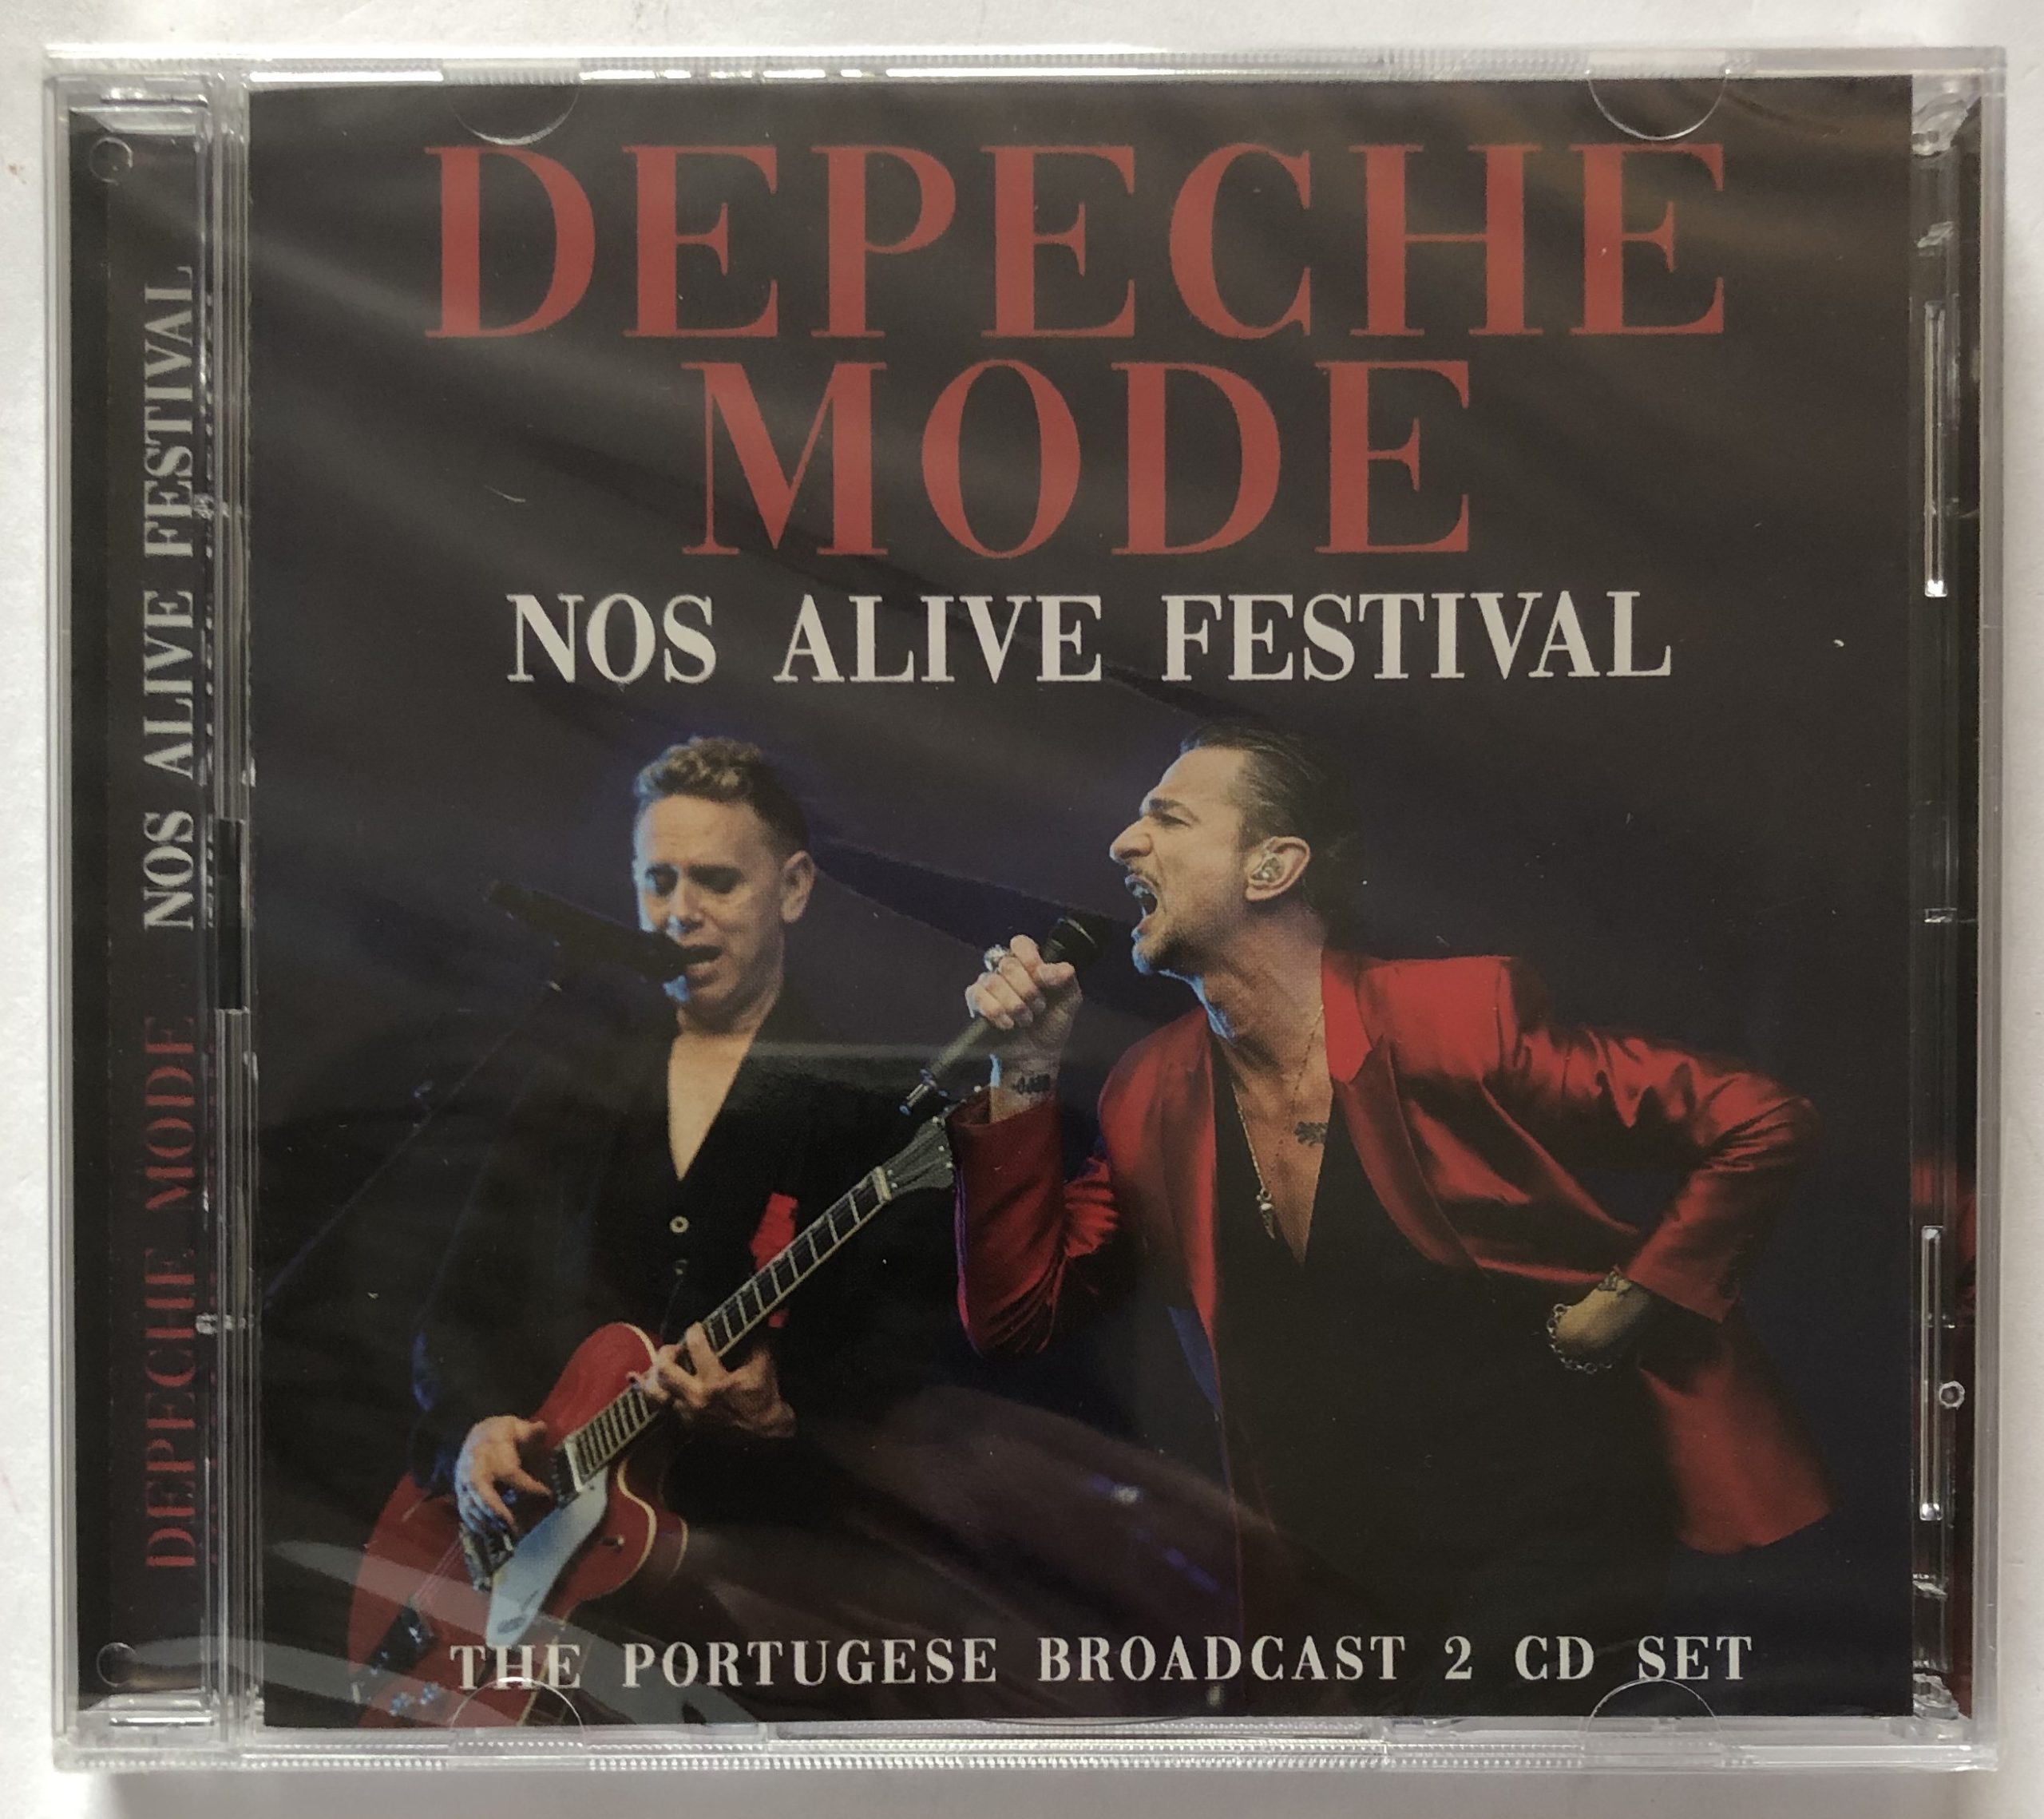 DEPECHE
MODE
NOS ALIVE FESTIVAL
THE PORTUGESE BROADCAST 2 CD SET
DEPECHE MODE NOS ALIVE FESTIVAL